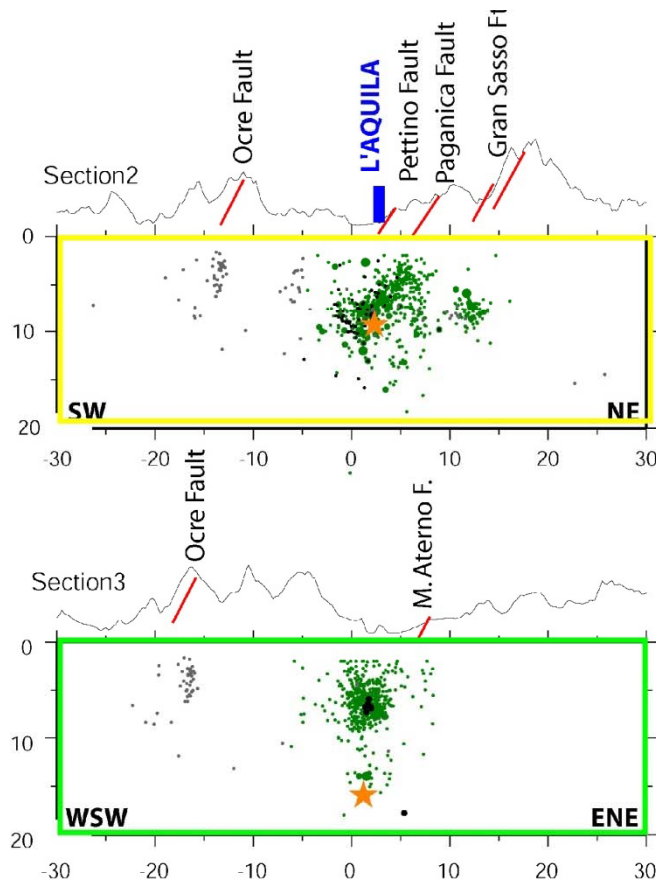 Ocre Fault
L'AQUILA
Pettino Fault
Paganica Fault
Gran Sasso Ft
Section2
0
10
20
SW
NE
-30 -20 -10 0 10 20 30
Ocre Fault
M. Aterno F.
Section3
0
10
20
WSW
ENE
-30 -20 -10 0 10 20 30